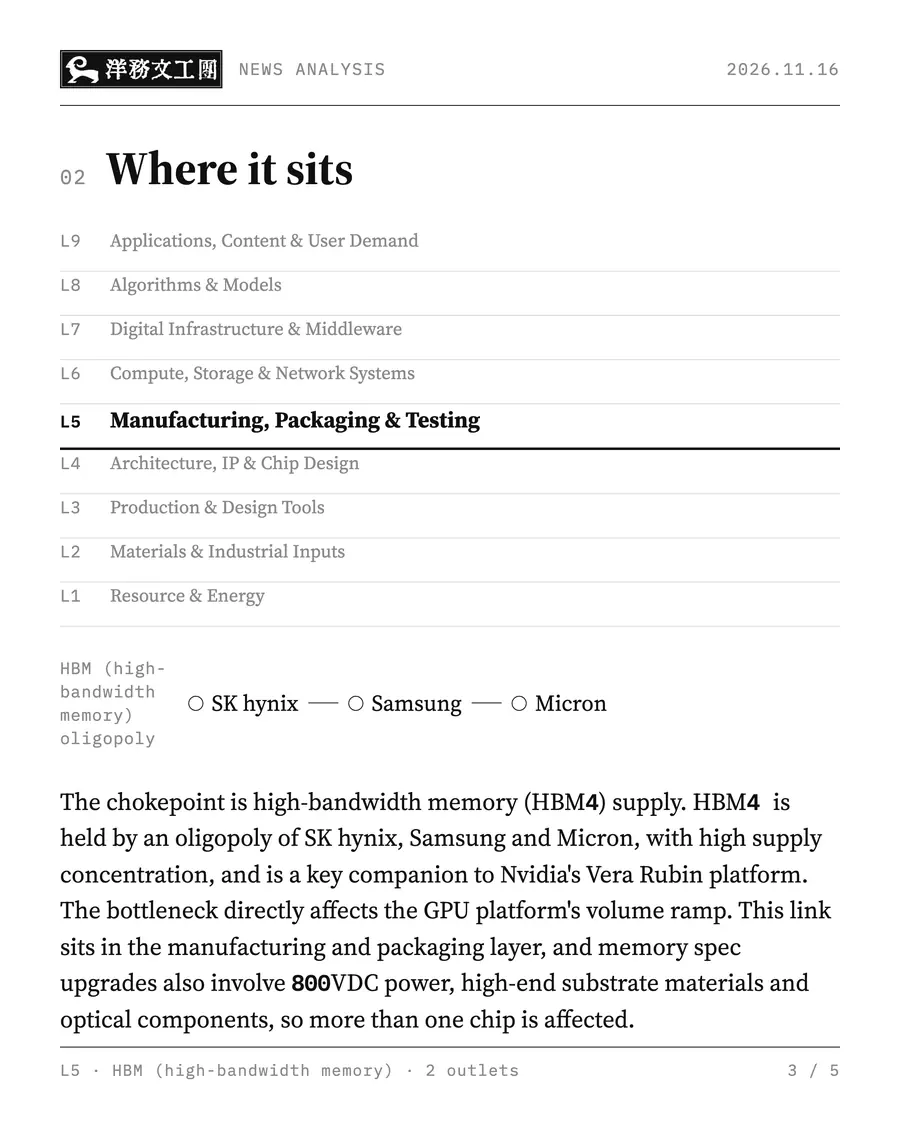 洋務文工團 NEWS ANALYSIS 2026.11.16
02 Where it sits
L9 Applications, Content & User Demand
L8 Algorithms & Models
L7 Digital Infrastructure & Middleware
L6 Compute, Storage & Network Systems
L5 Manufacturing, Packaging & Testing
L4 Architecture, IP & Chip Design
L3 Production & Design Tools
L2 Materials & Industrial Inputs
L1 Resource & Energy
HBM (high-
bandwidth
memory)
oligopoly
○ SK hynix — ○ Samsung — ○ Micron
The chokepoint is high-bandwidth memory (HBM4) supply. HBM4 is
held by an oligopoly of SK hynix, Samsung and Micron, with high supply
concentration, and is a key companion to Nvidia's Vera Rubin platform.
The bottleneck directly affects the GPU platform's volume ramp. This link
sits in the manufacturing and packaging layer, and memory spec
upgrades also involve 800VDC power, high-end substrate materials and
optical components, so more than one chip is affected.
L5 · HBM (high-bandwidth memory) · 2 outlets 3 / 5